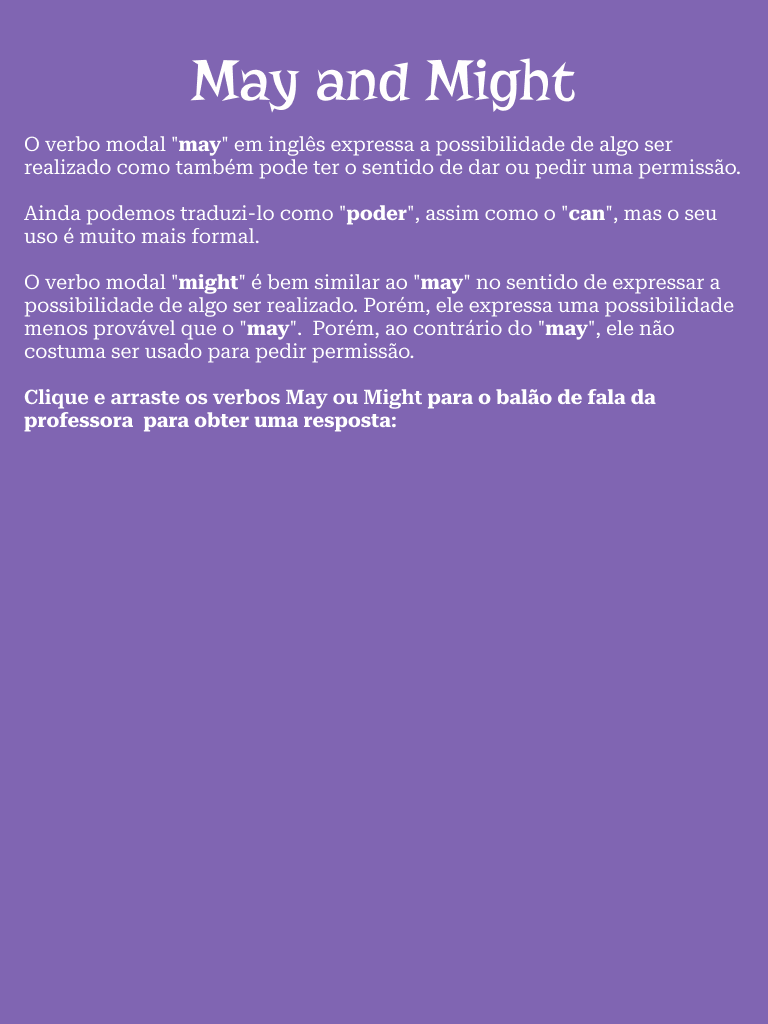 May and Might
O verbo modal "may" em inglês expressa a possibilidade de algo ser
realizado como também pode ter o sentido de dar ou pedir uma permissão.
Ainda podemos traduzi-lo como "poder", assim como o "can", mas o seu
uso é muito mais formal.
O verbo modal "might" é bem similar ao "may" no sentido de expressar a
possibilidade de algo ser realizado. Porém, ele expressa uma possibilidade
menos provável que o "may".  Porém, ao contrário do "may", ele não
costuma ser usado para pedir permissão.
Clique e arraste os verbos May ou Might para o balão de fala da
professora  para obter uma resposta: